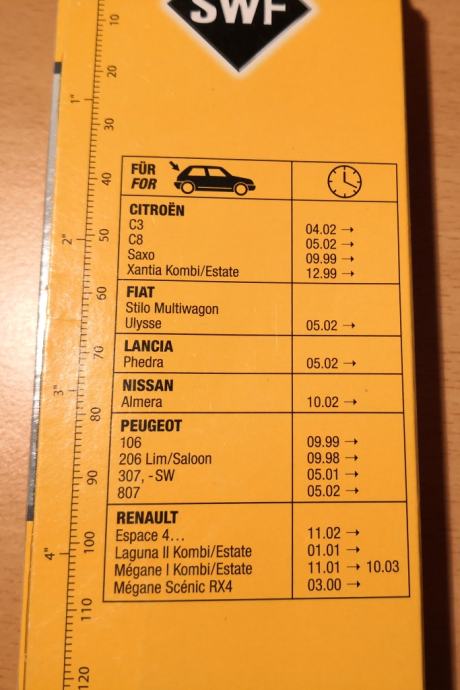 SWF
10
20
1"
30
40
2"
50
60
70
3"
80
90
4"
100
110
120
FÜR
FOR
CITROËN
C3 04.02 →
C8 05.02 →
Saxo 09.99 →
Xantia Kombi/Estate 12.99 →
FIAT
Stilo Multiwagon
Ulysse 05.02 →
LANCIA
Phedra 05.02 →
NISSAN
Almera 10.02 →
PEUGEOT
106 09.99 →
206 Lim/Saloon 09.98 →
307, -SW 05.01 →
807 05.02 →
RENAULT
Espace 4... 11.02 →
Laguna II Kombi/Estate 01.01 →
Mégane I Kombi/Estate 11.01 → 10.03
Mégane Scénic RX4 03.00 →